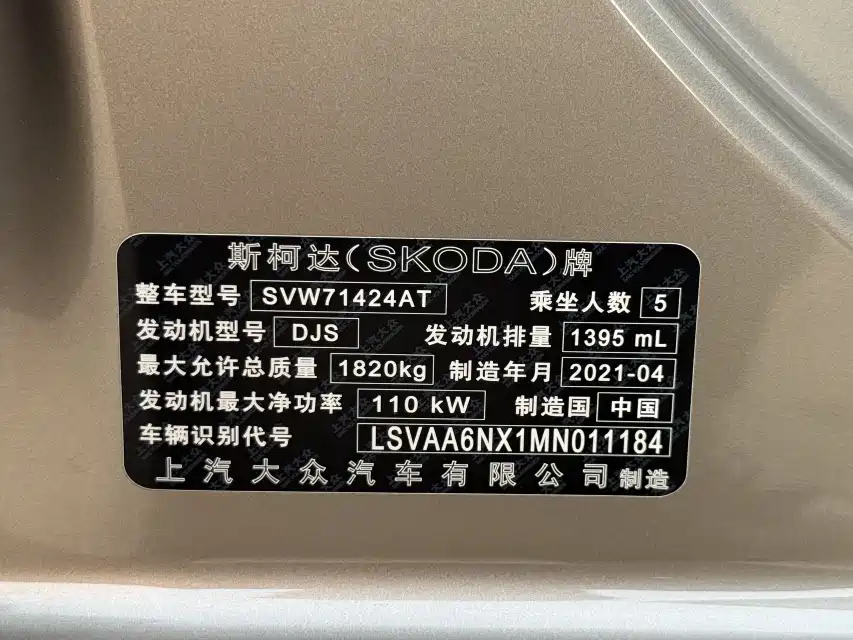 斯柯达(SKODA)牌
整车型号 SVW71424AT 乘坐人数 5
发动机型号 DJS 发动机排量 1395 mL
最大允许总质量 1820kg 制造年月 2021-04
发动机最大净功率 110 kW 制造国 中国
车辆识别代号 LSVAA6NX1MN011184
上汽大众汽车有限公司 制造